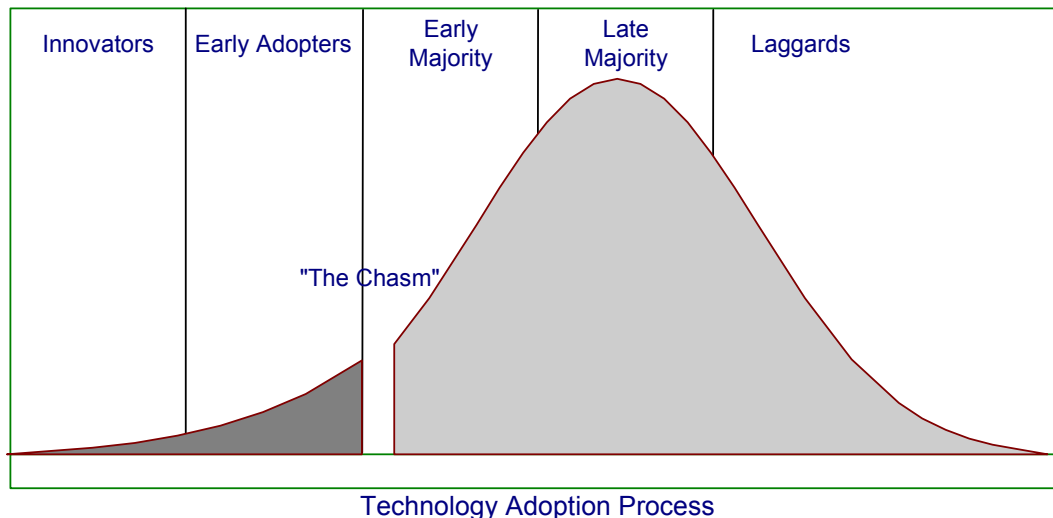 Innovators
Early Adopters
Early
Majority
Late
Majority
Laggards
"The Chasm"
Technology Adoption Process